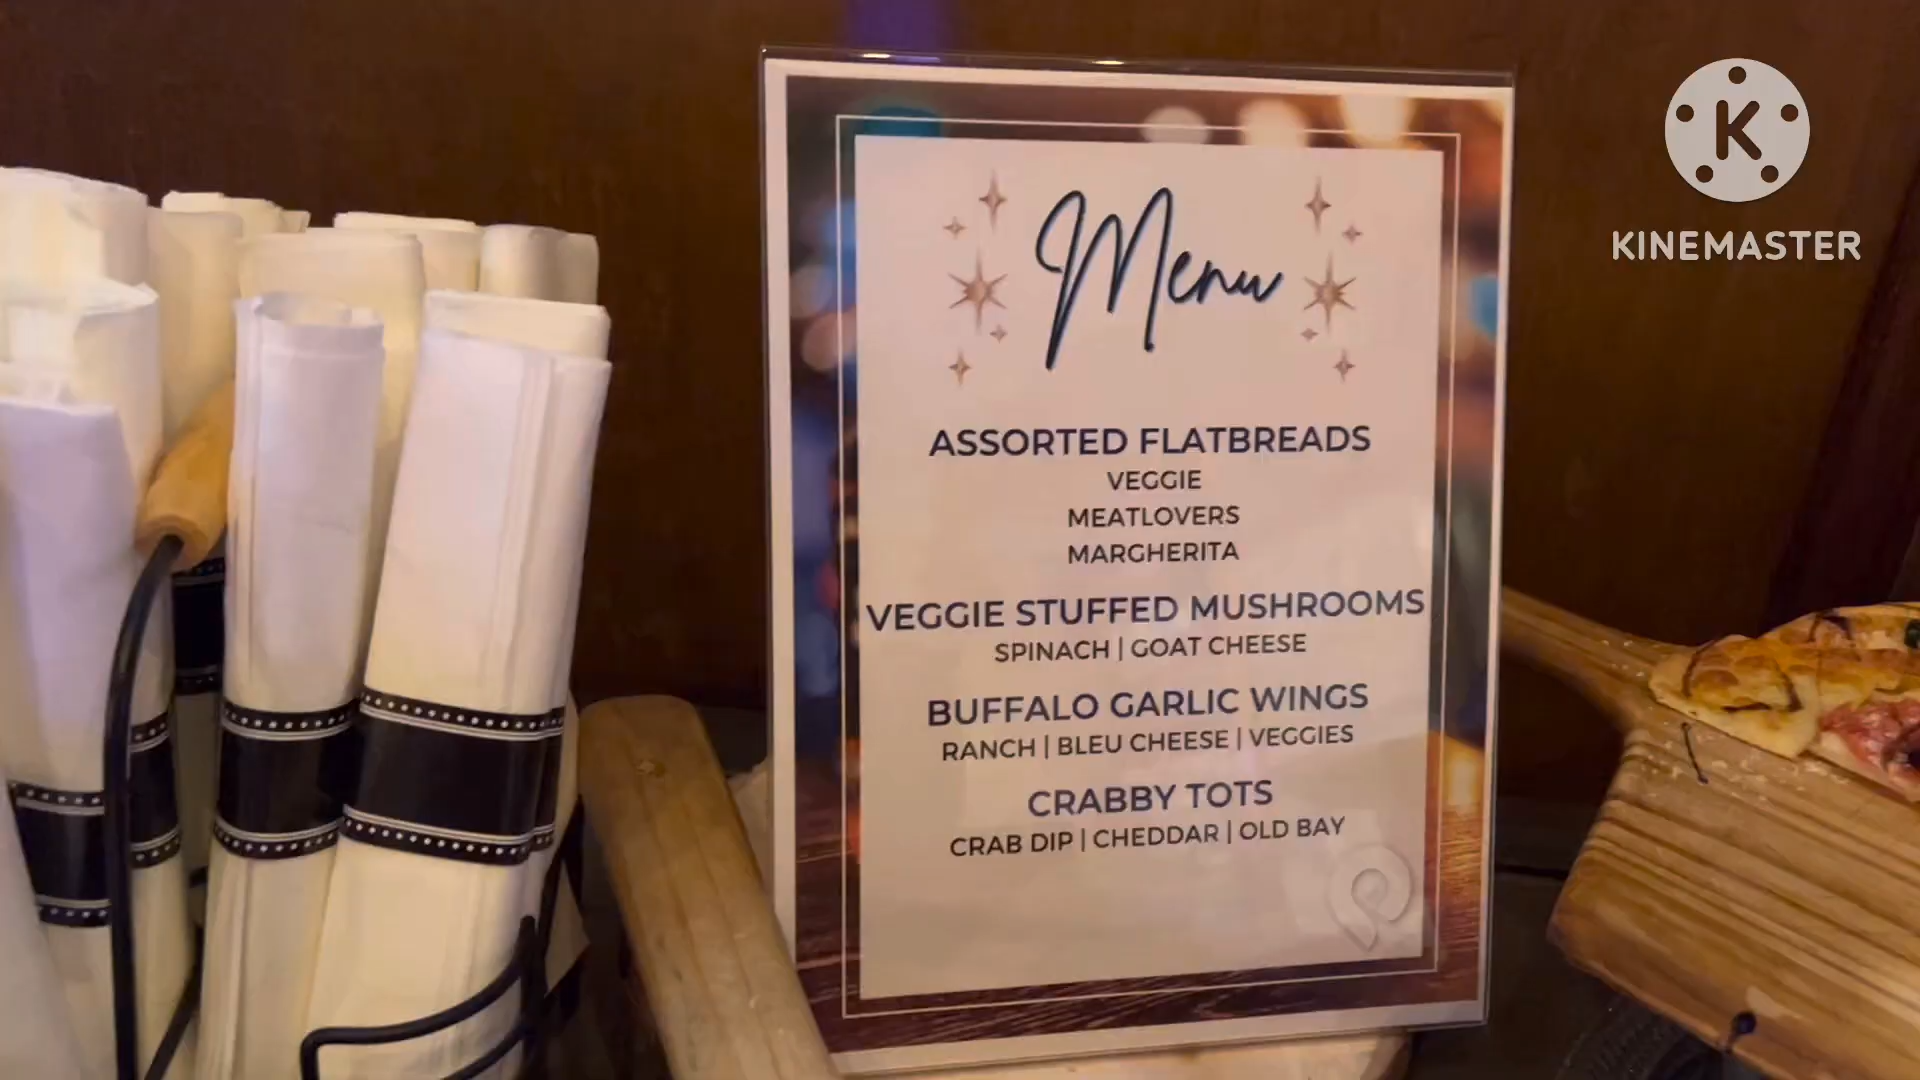 Menu
ASSORTED FLATBREADS
VEGGIE
MEATLOVERS
MARGHERITA
VEGGIE STUFFED MUSHROOMS
SPINACH | GOAT CHEESE
BUFFALO GARLIC WINGS
RANCH | BLEU CHEESE | VEGGIES
CRABBY TOTS
CRAB DIP | CHEDDAR | OLD BAY
K
KINEMASTER